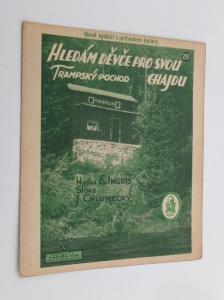 Nové vydání s průvodem kytary.
HLEDÁM DĚVČE PRO SVOU
TRAMPSKÝ POCHOD
CHAJDU
Hudba E. INGRIŠ
Slova
J. CHLUMECKÝ